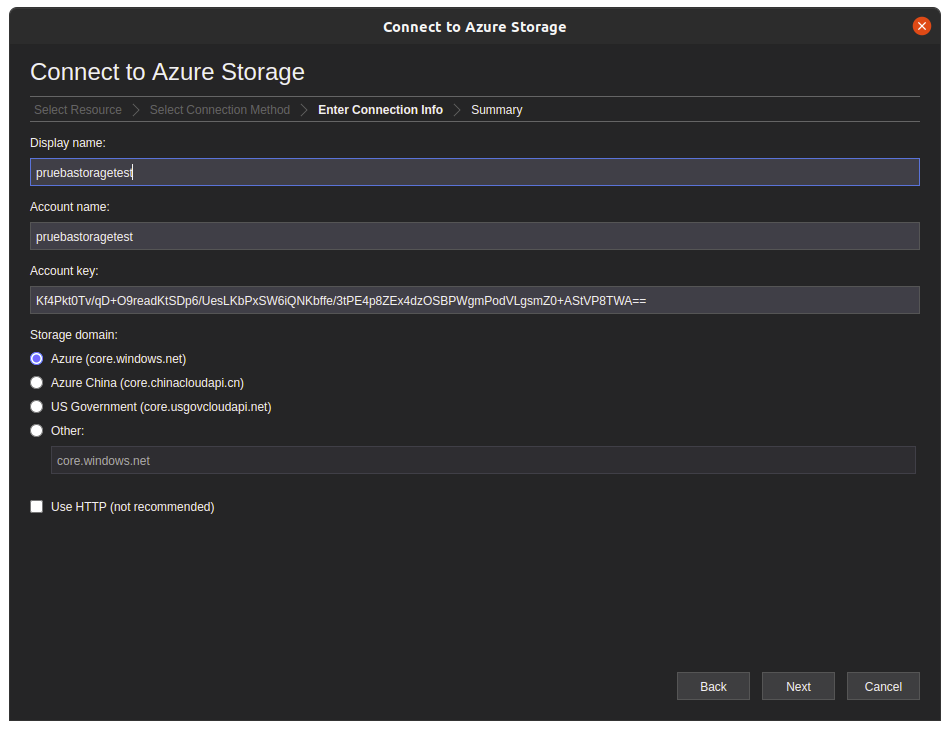 Connect to Azure Storage
Connect to Azure Storage
Select Resource Select Connection Method Enter Connection Info Summary
Display name:
pruebastoragetest
Account name:
pruebastoragetest
Account key:
Kf4Pkt0Tv/qD+O9readKtSDp6/UesLKbPxSW6iQNKbffe/3tPE4p8ZEx4dzOSBPWgmPodVLgsmZ0+AStVP8TWA==
Storage domain:
Azure (core.windows.net)
Azure China (core.chinacloudapi.cn)
US Government (core.usgovcloudapi.net)
Other:
core.windows.net
Use HTTP (not recommended)
Back Next Cancel